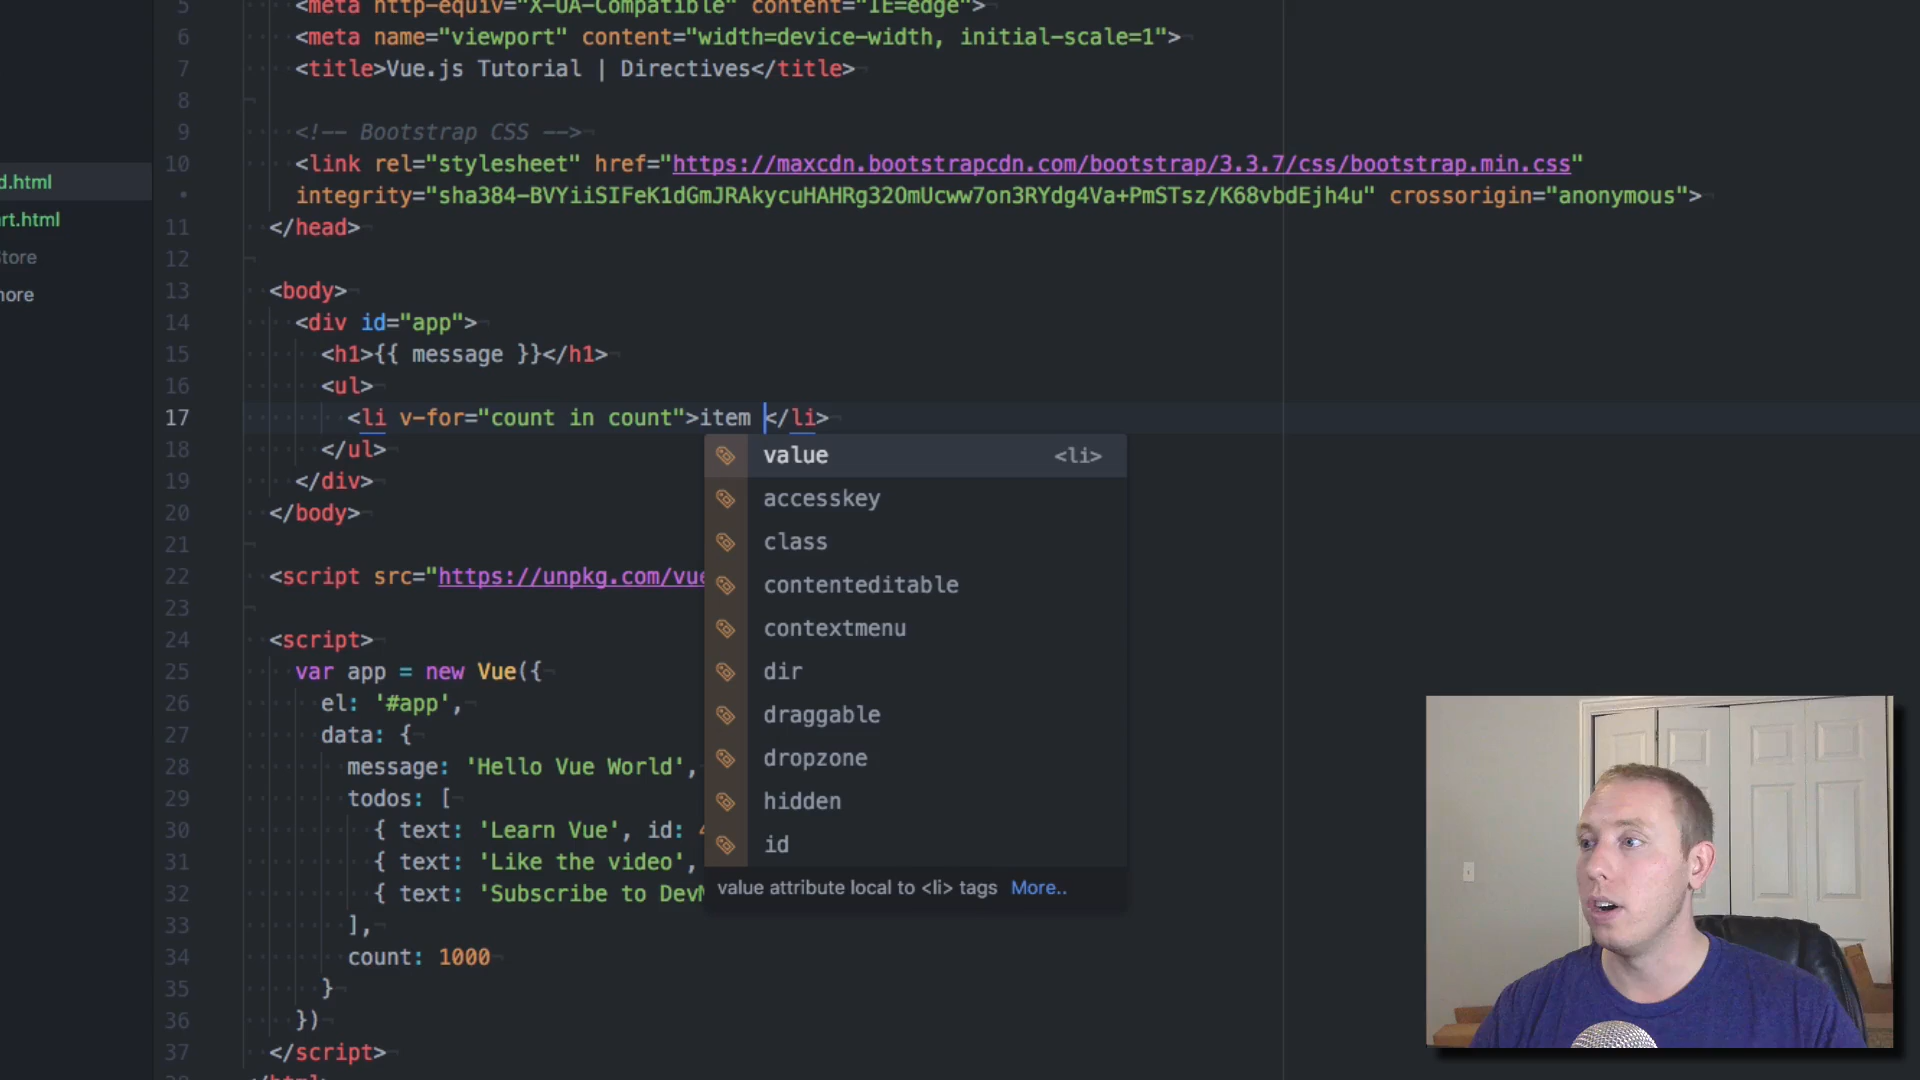 5 <meta http-equiv="X-UA-Compatible" content="IE=edge">
6 <meta name="viewport" content="width=device-width, initial-scale=1">
7 <title>Vue.js Tutorial | Directives</title>
8
9 <!-- Bootstrap CSS -->
10 <link rel="stylesheet" href="https://maxcdn.bootstrapcdn.com/bootstrap/3.3.7/css/bootstrap.min.css"
integrity="sha384-BVYiiSIFeK1dGmJRAkycuHAHRg32OmUcww7on3RYdg4Va+PmSTsz/K68vbdEjh4u" crossorigin="anonymous">
11 </head>
12
13 <body>
14 <div id="app">
15 <h1>{{ message }}</h1>
16 <ul>
17 <li v-for="count in count">item </li>
18 </ul>
19 </div>
20 </body>
21
22 <script src="https://unpkg.com/vue
23
24 <script>
25 var app = new Vue({
26 el: '#app',
27 data: {
28 message: 'Hello Vue World',
29 todos: [
30 { text: 'Learn Vue', id:
31 { text: 'Like the video',
32 { text: 'Subscribe to Dev
33 ],
34 count: 1000
35 }
36 })
37 </script>
d.html
rt.html
Store
nore
value <li>
accesskey
class
contenteditable
contextmenu
dir
draggable
dropzone
hidden
id
value attribute local to <li> tags More..